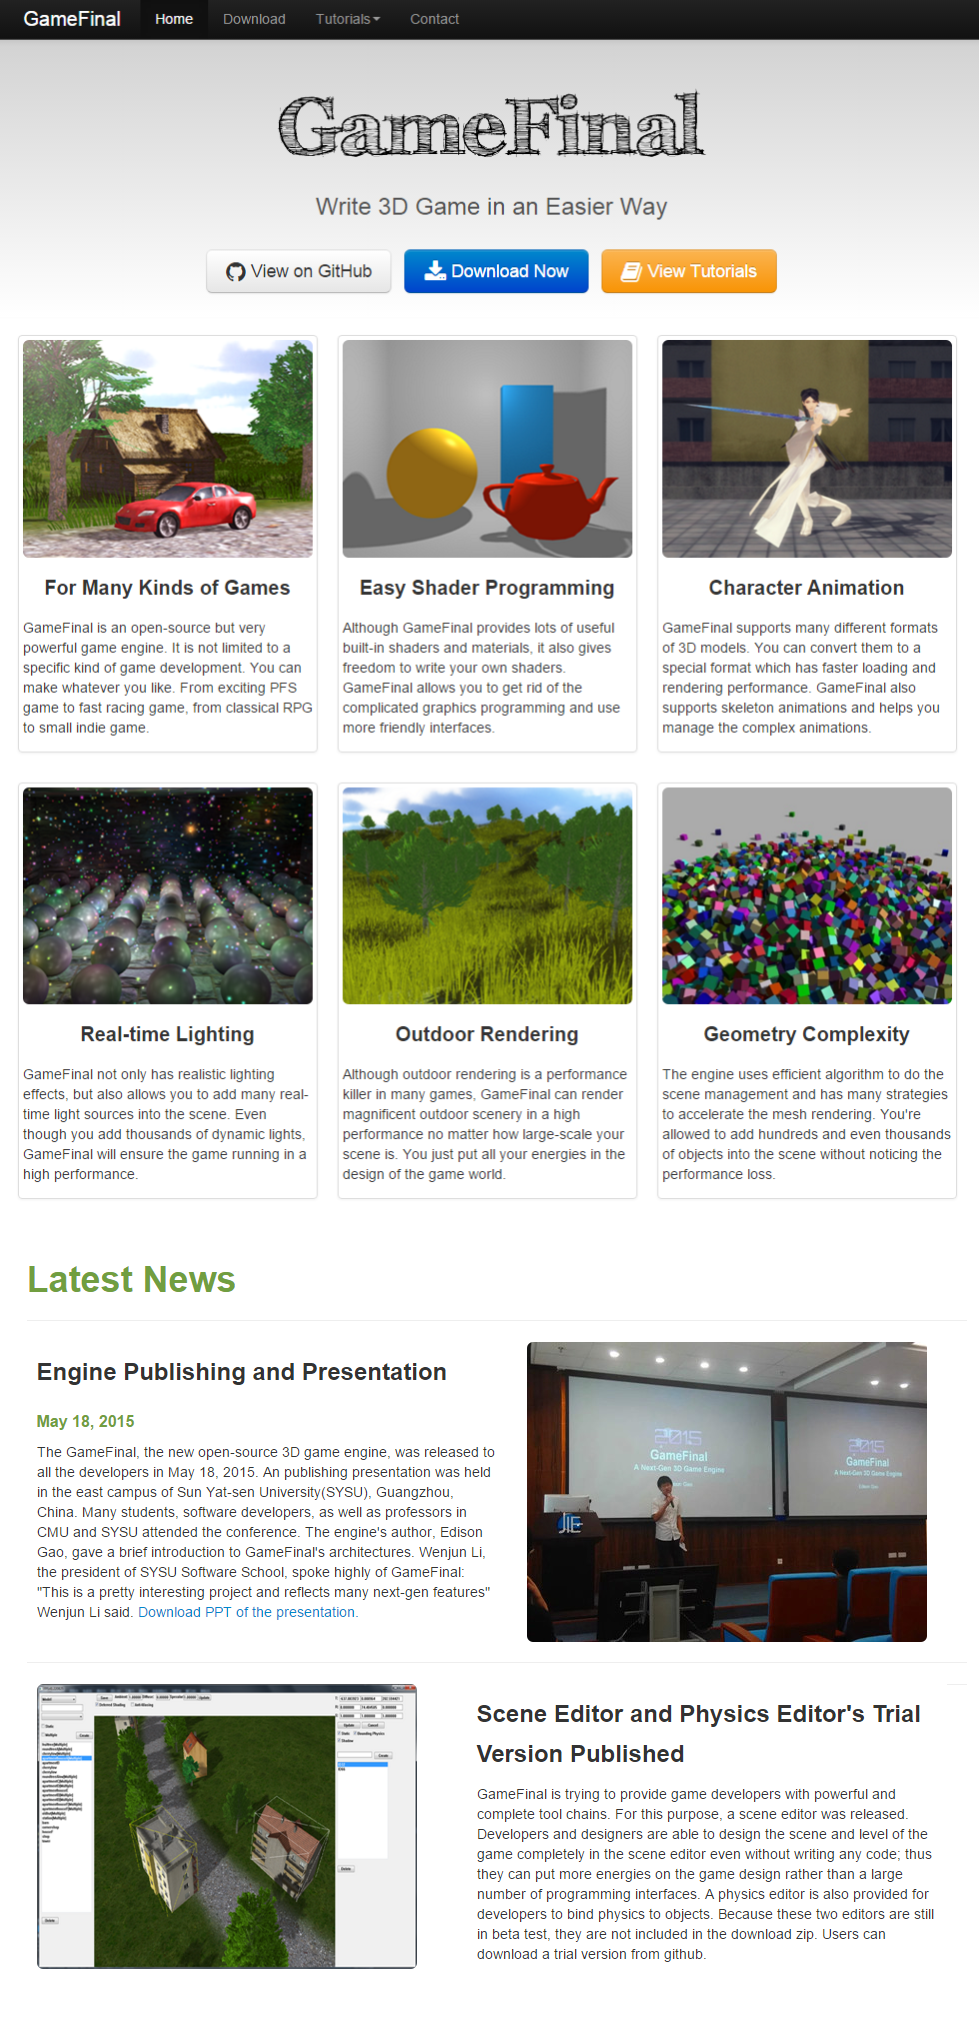 GameFinal Home Download Tutorials Contact
GameFinal
Write 3D Game in an Easier Way
View on GitHub Download Now View Tutorials
For Many Kinds of Games
GameFinal is an open-source but very
powerful game engine. It is not limited to a
specific kind of game development. You can
make whatever you like. From exciting PFS
game to fast racing game, from classical RPG
to small indie game.
Easy Shader Programming
Although GameFinal provides lots of useful
built-in shaders and materials, it also gives
freedom to write your own shaders.
GameFinal allows you to get rid of the
complicated graphics programming and use
more friendly interfaces.
Character Animation
GameFinal supports many different formats
of 3D models. You can convert them to a
special format which has faster loading and
rendering performance. GameFinal also
supports skeleton animations and helps you
manage the complex animations.
Real-time Lighting
GameFinal not only has realistic lighting
effects, but also allows you to add many real-
time light sources into the scene. Even
though you add thousands of dynamic lights,
GameFinal will ensure the game running in a
high performance.
Outdoor Rendering
Although outdoor rendering is a performance
killer in many games, GameFinal can render
magnificent outdoor scenery in a high
performance no matter how large-scale your
scene is. You just put all your energies in the
design of the game world.
Geometry Complexity
The engine uses efficient algorithm to do the
scene management and has many strategies
to accelerate the mesh rendering. You're
allowed to add hundreds and even thousands
of objects into the scene without noticing the
performance loss.
Latest News
Engine Publishing and Presentation
May 18, 2015
The GameFinal, the new open-source 3D game engine, was released to
all the developers in May 18, 2015. An publishing presentation was held
in the east campus of Sun Yat-sen University(SYSU), Guangzhou,
China. Many students, software developers, as well as professors in
CMU and SYSU attended the conference. The engine's author, Edison
Gao, gave a brief introduction to GameFinal's architectures. Wenjun Li,
the president of SYSU Software School, spoke highly of GameFinal:
"This is a pretty interesting project and reflects many next-gen features"
Wenjun Li said. Download PPT of the presentation.
2015
GameFinal
A Next-Gen 3D Game Engine
2015
GameFinal
A Next-Gen 3D Game Engine
JIE
Scene Editor and Physics Editor's Trial
Version Published
GameFinal is trying to provide game developers with powerful and
complete tool chains. For this purpose, a scene editor was released.
Developers and designers are able to design the scene and level of the
game completely in the scene editor even without writing any code; thus
they can put more energies on the game design rather than a large
number of programming interfaces. A physics editor is also provided for
developers to bind physics to objects. Because these two editors are still
in beta test, they are not included in the download zip. Users can
download a trial version from github.